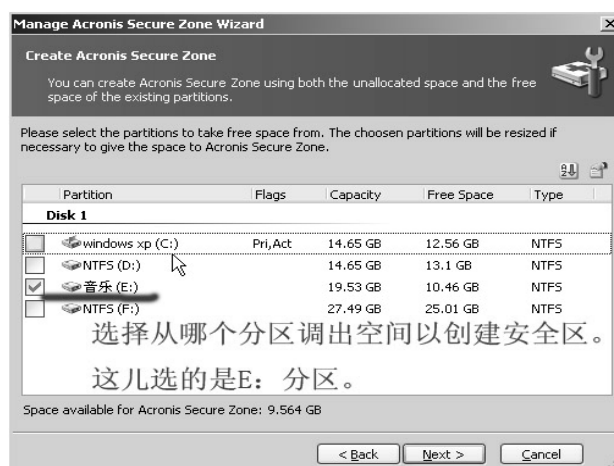 Manage Acronis Secure Zone Wizard
Create Acronis Secure Zone
You can create Acronis Secure Zone using both the unallocated space and the free
space of the existing partitions.
Please select the partitions to take free space from. The choosen partitions will be resized if
necessary to give the space to Acronis Secure Zone.
Partition Flags Capacity Free Space Type
Disk 1
windows xp (C:) Pri,Act 14.65 GB 12.56 GB NTFS
NTFS (D:) 14.65 GB 13.1 GB NTFS
音乐 (E:) 19.53 GB 10.46 GB NTFS
NTFS (F:) 27.49 GB 25.01 GB NTFS
选择从哪个分区调出空间以创建安全区。
这儿选的是E：分区。
Space available for Acronis Secure Zone: 9.564 GB
< Back Next > Cancel